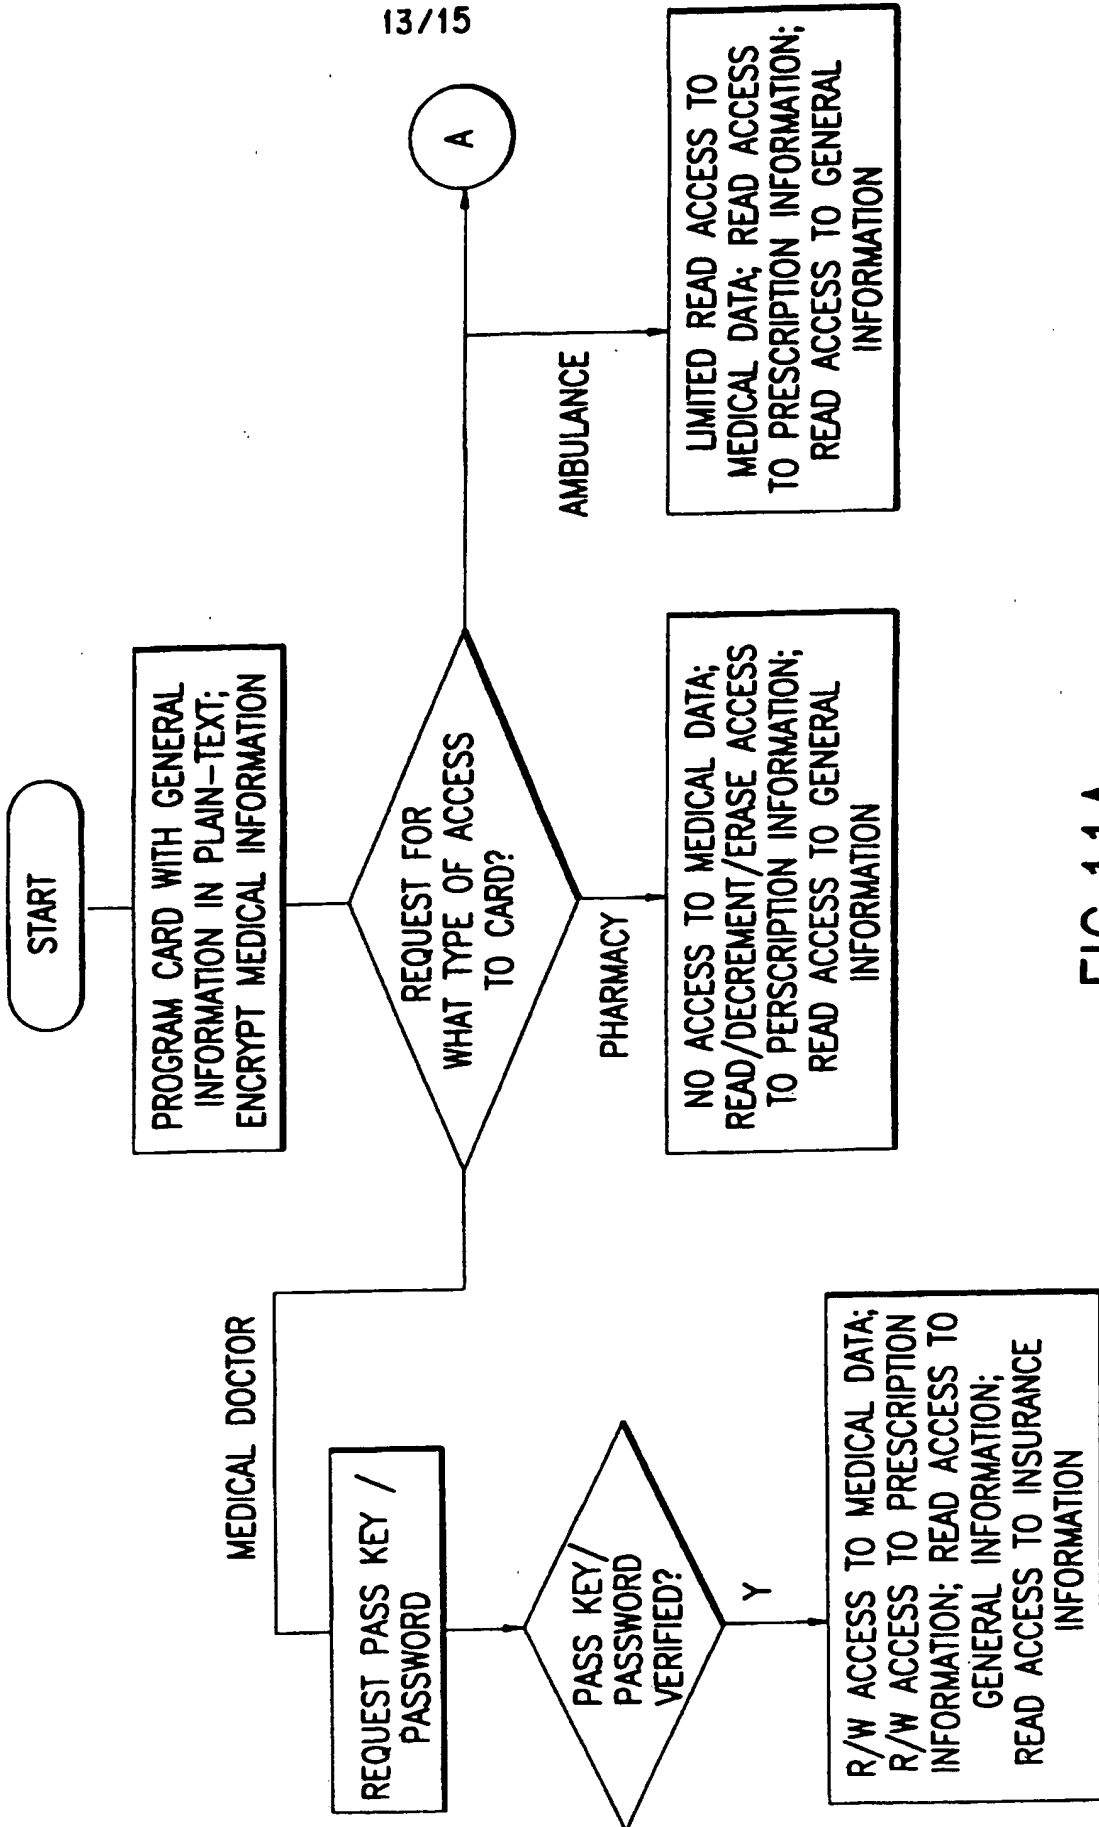 13/15
START
PROGRAM CARD WITH GENERAL
INFORMATION IN PLAIN-TEXT;
ENCRYPT MEDICAL INFORMATION
REQUEST FOR
WHAT TYPE OF ACCESS
TO CARD?
MEDICAL DOCTOR
REQUEST PASS KEY /
PASSWORD
PASS KEY/
PASSWORD
VERIFIED?
Y
R/W ACCESS TO MEDICAL DATA;
R/W ACCESS TO PRESCRIPTION
INFORMATION; READ ACCESS TO
GENERAL INFORMATION;
READ ACCESS TO INSURANCE
INFORMATION
PHARMACY
NO ACCESS TO MEDICAL DATA;
READ/DECREMENT/ERASE ACCESS
TO PERSCRIPTION INFORMATION;
READ ACCESS TO GENERAL
INFORMATION
AMBULANCE
LIMITED READ ACCESS TO
MEDICAL DATA; READ ACCESS
TO PRESCRIPTION INFORMATION;
READ ACCESS TO GENERAL
INFORMATION
A
FIG.11A